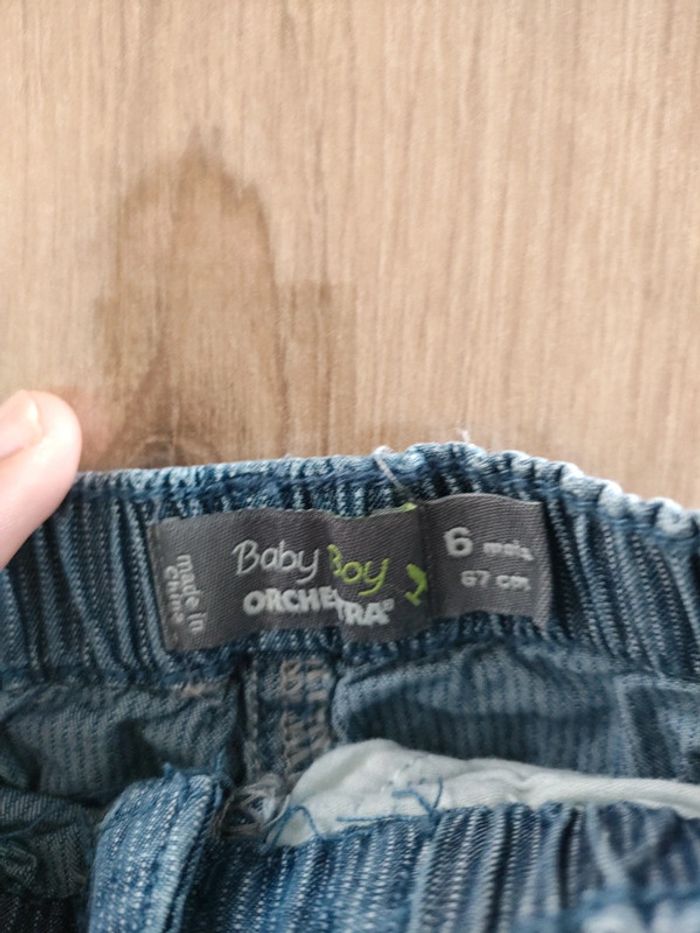 made in
China
Baby Boy
ORCHESTRA®
6 mois
67 cm